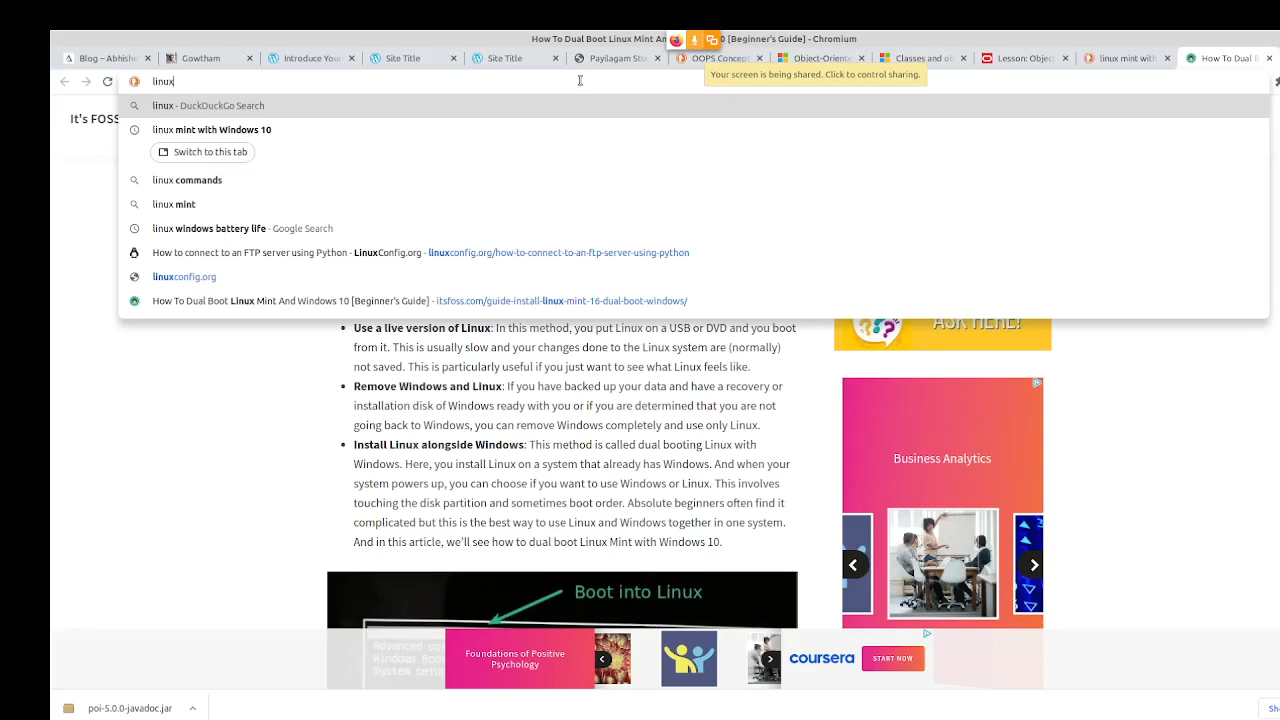 How To Dual Boot Linux Mint An 0 [Beginner's Guide] - Chromium
Blog – Abhishe
Gowtham
Introduce You
Site Title
Site Title
Payilagam Stu
OOPS Concep
Object-Oriente
Classes and o
Lesson: Object
linux mint with
How To Dual B
Your screen is being shared. Click to control sharing.
linux
linux - DuckDuckGo Search
It's FOSS
linux mint with Windows 10
Switch to this tab
linux commands
linux mint
linux windows battery life - Google Search
How to connect to an FTP server using Python - LinuxConfig.org - linuxconfig.org/how-to-connect-to-an-ftp-server-using-python
linuxconfig.org
How To Dual Boot Linux Mint And Windows 10 [Beginner's Guide] - itsfoss.com/guide-install-linux-mint-16-dual-boot-windows/
ASK HERE!
Use a live version of Linux: In this method, you put Linux on a USB or DVD and you boot
from it. This is usually slow and your changes done to the Linux system are (normally)
not saved. This is particularly useful if you just want to see what Linux feels like.
Remove Windows and Linux: If you have backed up your data and have a recovery or
installation disk of Windows ready with you or if you are determined that you are not
going back to Windows, you can remove Windows completely and use only Linux.
Install Linux alongside Windows: This method is called dual booting Linux with
Windows. Here, you install Linux on a system that already has Windows. And when your
system powers up, you can choose if you want to use Windows or Linux. This involves
touching the disk partition and sometimes boot order. Absolute beginners often find it
complicated but this is the best way to use Linux and Windows together in one system.
And in this article, we'll see how to dual boot Linux Mint with Windows 10.
Business Analytics
Boot into Linux
Advanced op
Windows Boo
System setu
Foundations of Positive
Psychology
coursera
START NOW
poi-5.0.0-javadoc.jar
Sh